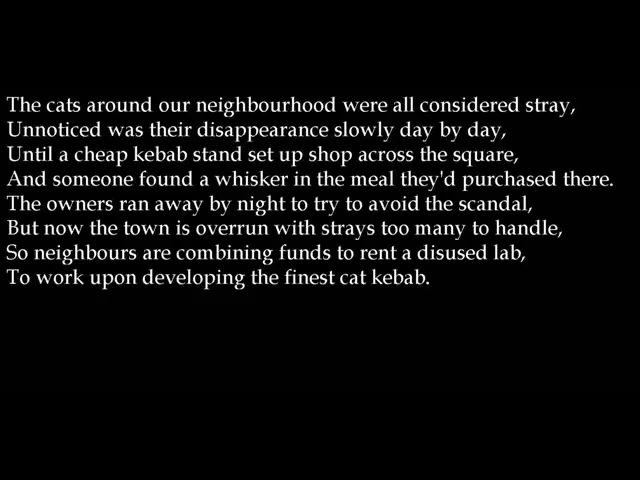 The cats around our neighbourhood were all considered stray,
Unnoticed was their disappearance slowly day by day,
Until a cheap kebab stand set up shop across the square,
And someone found a whisker in the meal they'd purchased there.
The owners ran away by night to try to avoid the scandal,
But now the town is overrun with strays too many to handle,
So neighbours are combining funds to rent a disused lab,
To work upon developing the finest cat kebab.